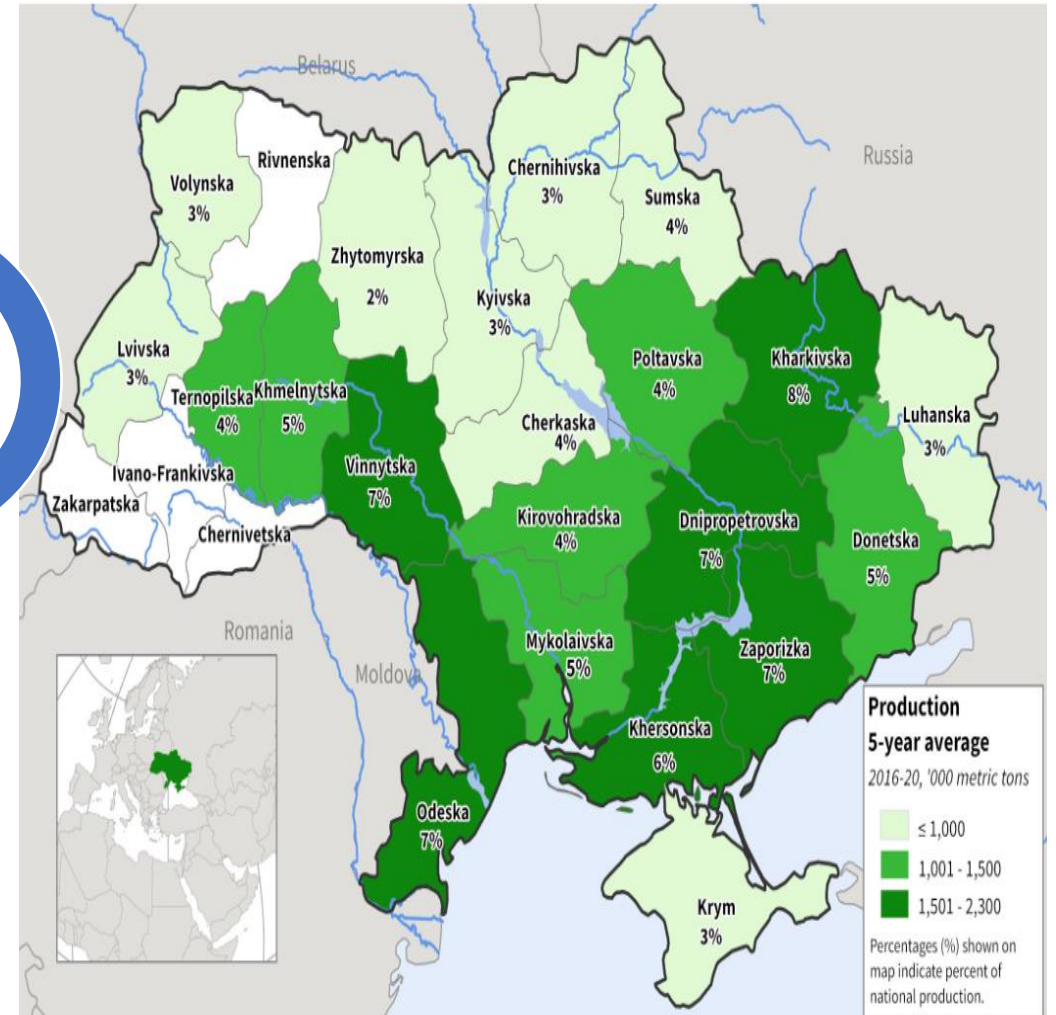 Belarus
Russia
Romania
Moldova
Volynska
3%
Rivnenska
Zhytomyrska
2%
Chernihivska
3%
Sumska
4%
Kyivska
3%
Lvivska
3%
Ternopilska
4%
Khmelnytska
5%
Vinnytska
7%
Cherkaska
4%
Poltavska
4%
Kharkivska
8%
Luhanska
3%
Ivano-Frankivska
Zakarpatska
Chernivetska
Kirovohradska
4%
Dnipropetrovska
7%
Donetska
5%
Mykolaivska
5%
Zaporizka
7%
Khersonska
6%
Odeska
7%
Krym
3%
Production
5-year average
2016-20, '000 metric tons
≤ 1,000
1,001 - 1,500
1,501 - 2,300
Percentages (%) shown on
map indicate percent of
national production.